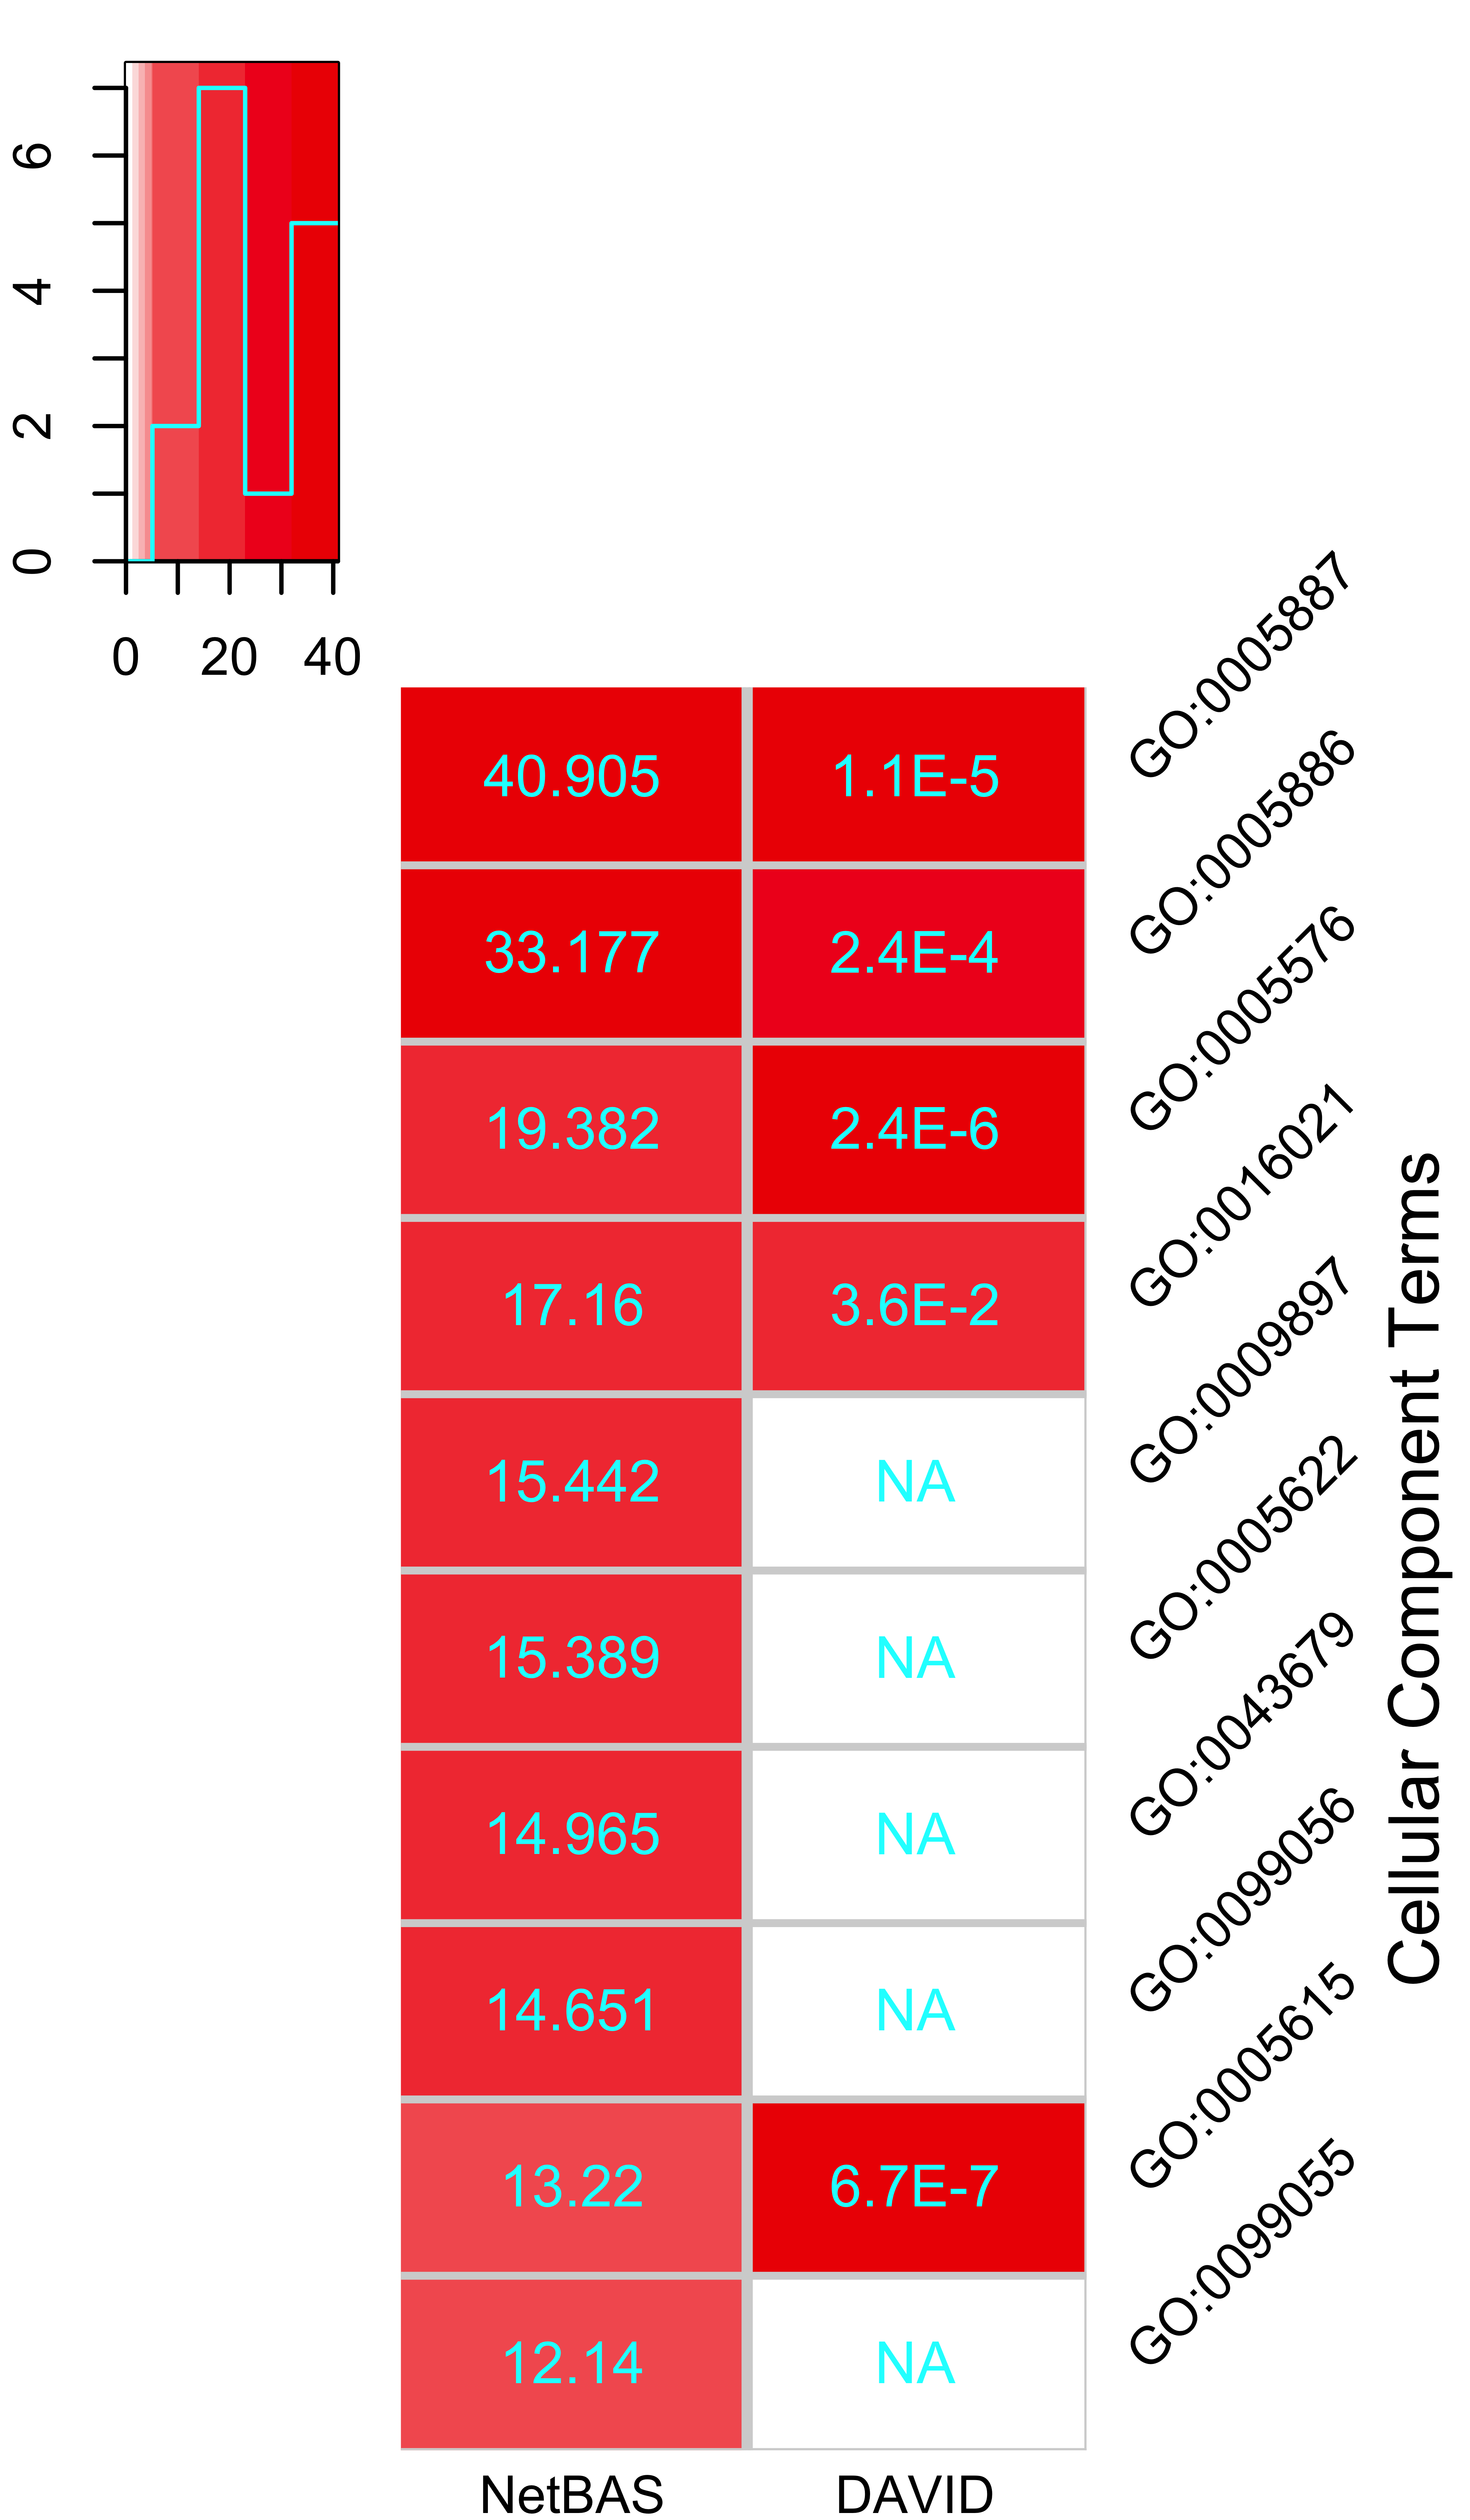 6
4
2
0
0 20 40
40.905 1.1E-5 GO:0005887
33.177 2.4E-4 GO:0005886
19.382 2.4E-6 GO:0005576
17.16 3.6E-2 GO:0016021
15.442 NA GO:0009897
15.389 NA GO:0005622
14.965 NA GO:0043679
14.651 NA GO:0099056
13.22 6.7E-7 GO:0005615
12.14 NA GO:0099055
Cellular Component Terms
NetBAS DAVID